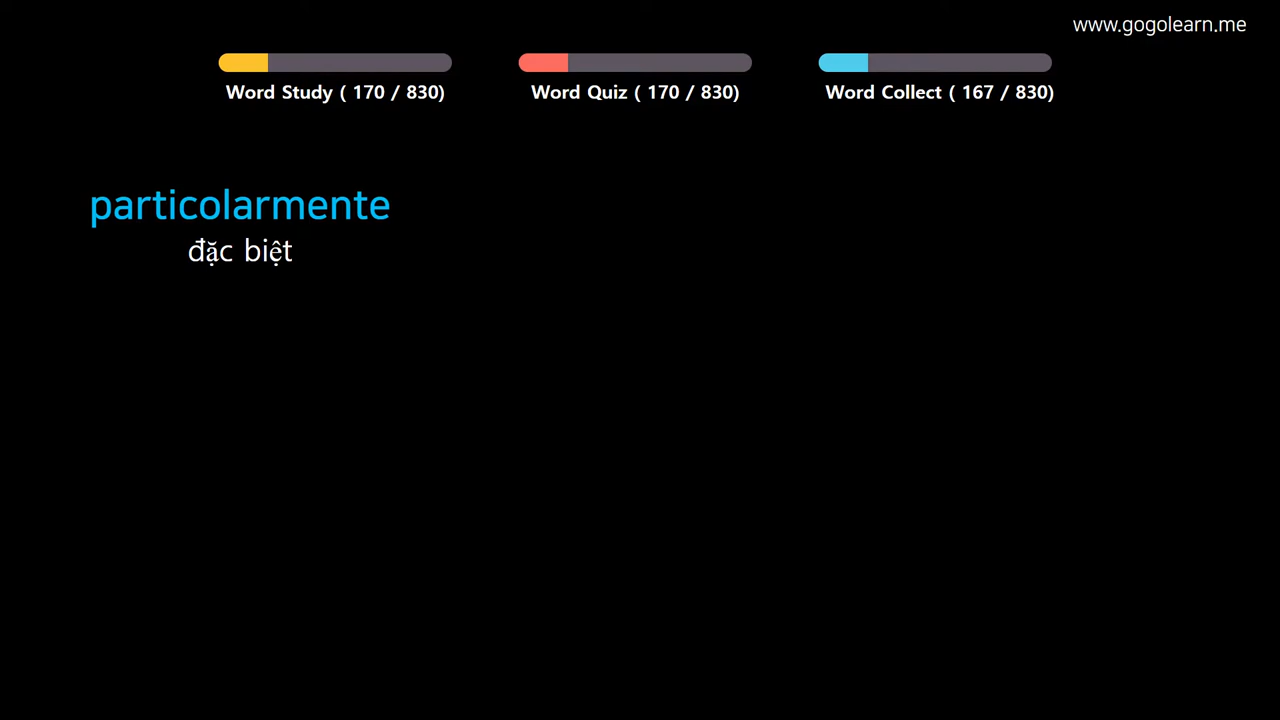 www.gogolearn.me
Word Study ( 170 / 830)
Word Quiz ( 170 / 830)
Word Collect ( 167 / 830)
particolarmente
đặc biệt